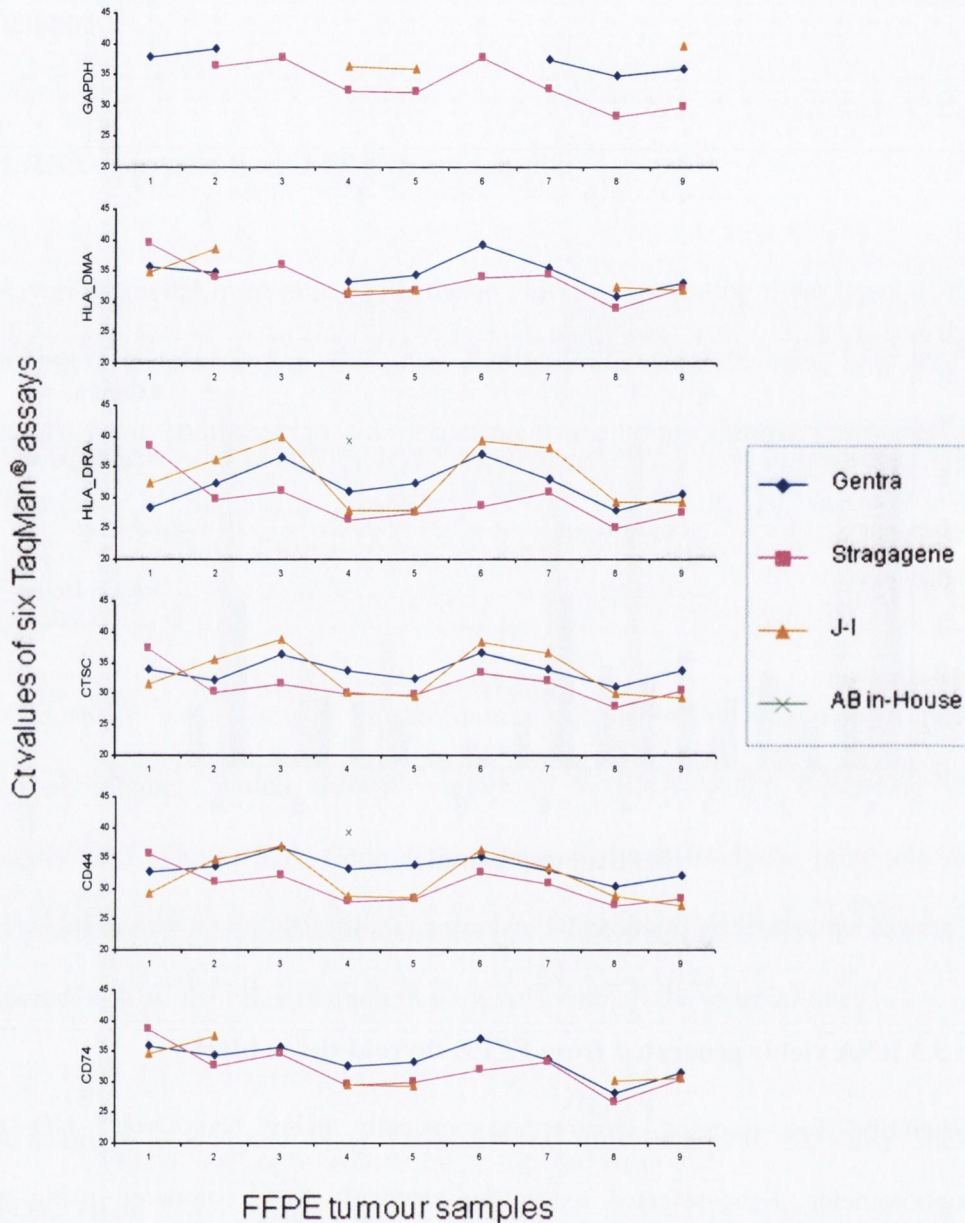 Ct values of six TaqMan® assays
GAPDH
45
40
35
30
25
20
1 2 3 4 5 6 7 8 9
HLA_DMA
45
40
35
30
25
20
1 2 3 4 5 6 7 8 9
HLA_DRA
45
40
35
30
25
20
1 2 3 4 5 6 7 8 9
CTSC
45
40
35
30
25
20
1 2 3 4 5 6 7 8 9
CD44
45
40
35
30
25
20
1 2 3 4 5 6 7 8 9
CD74
45
40
35
30
25
20
1 2 3 4 5 6 7 8 9
FFPE tumour samples
Gentra
Stragagene
J-I
AB in-House